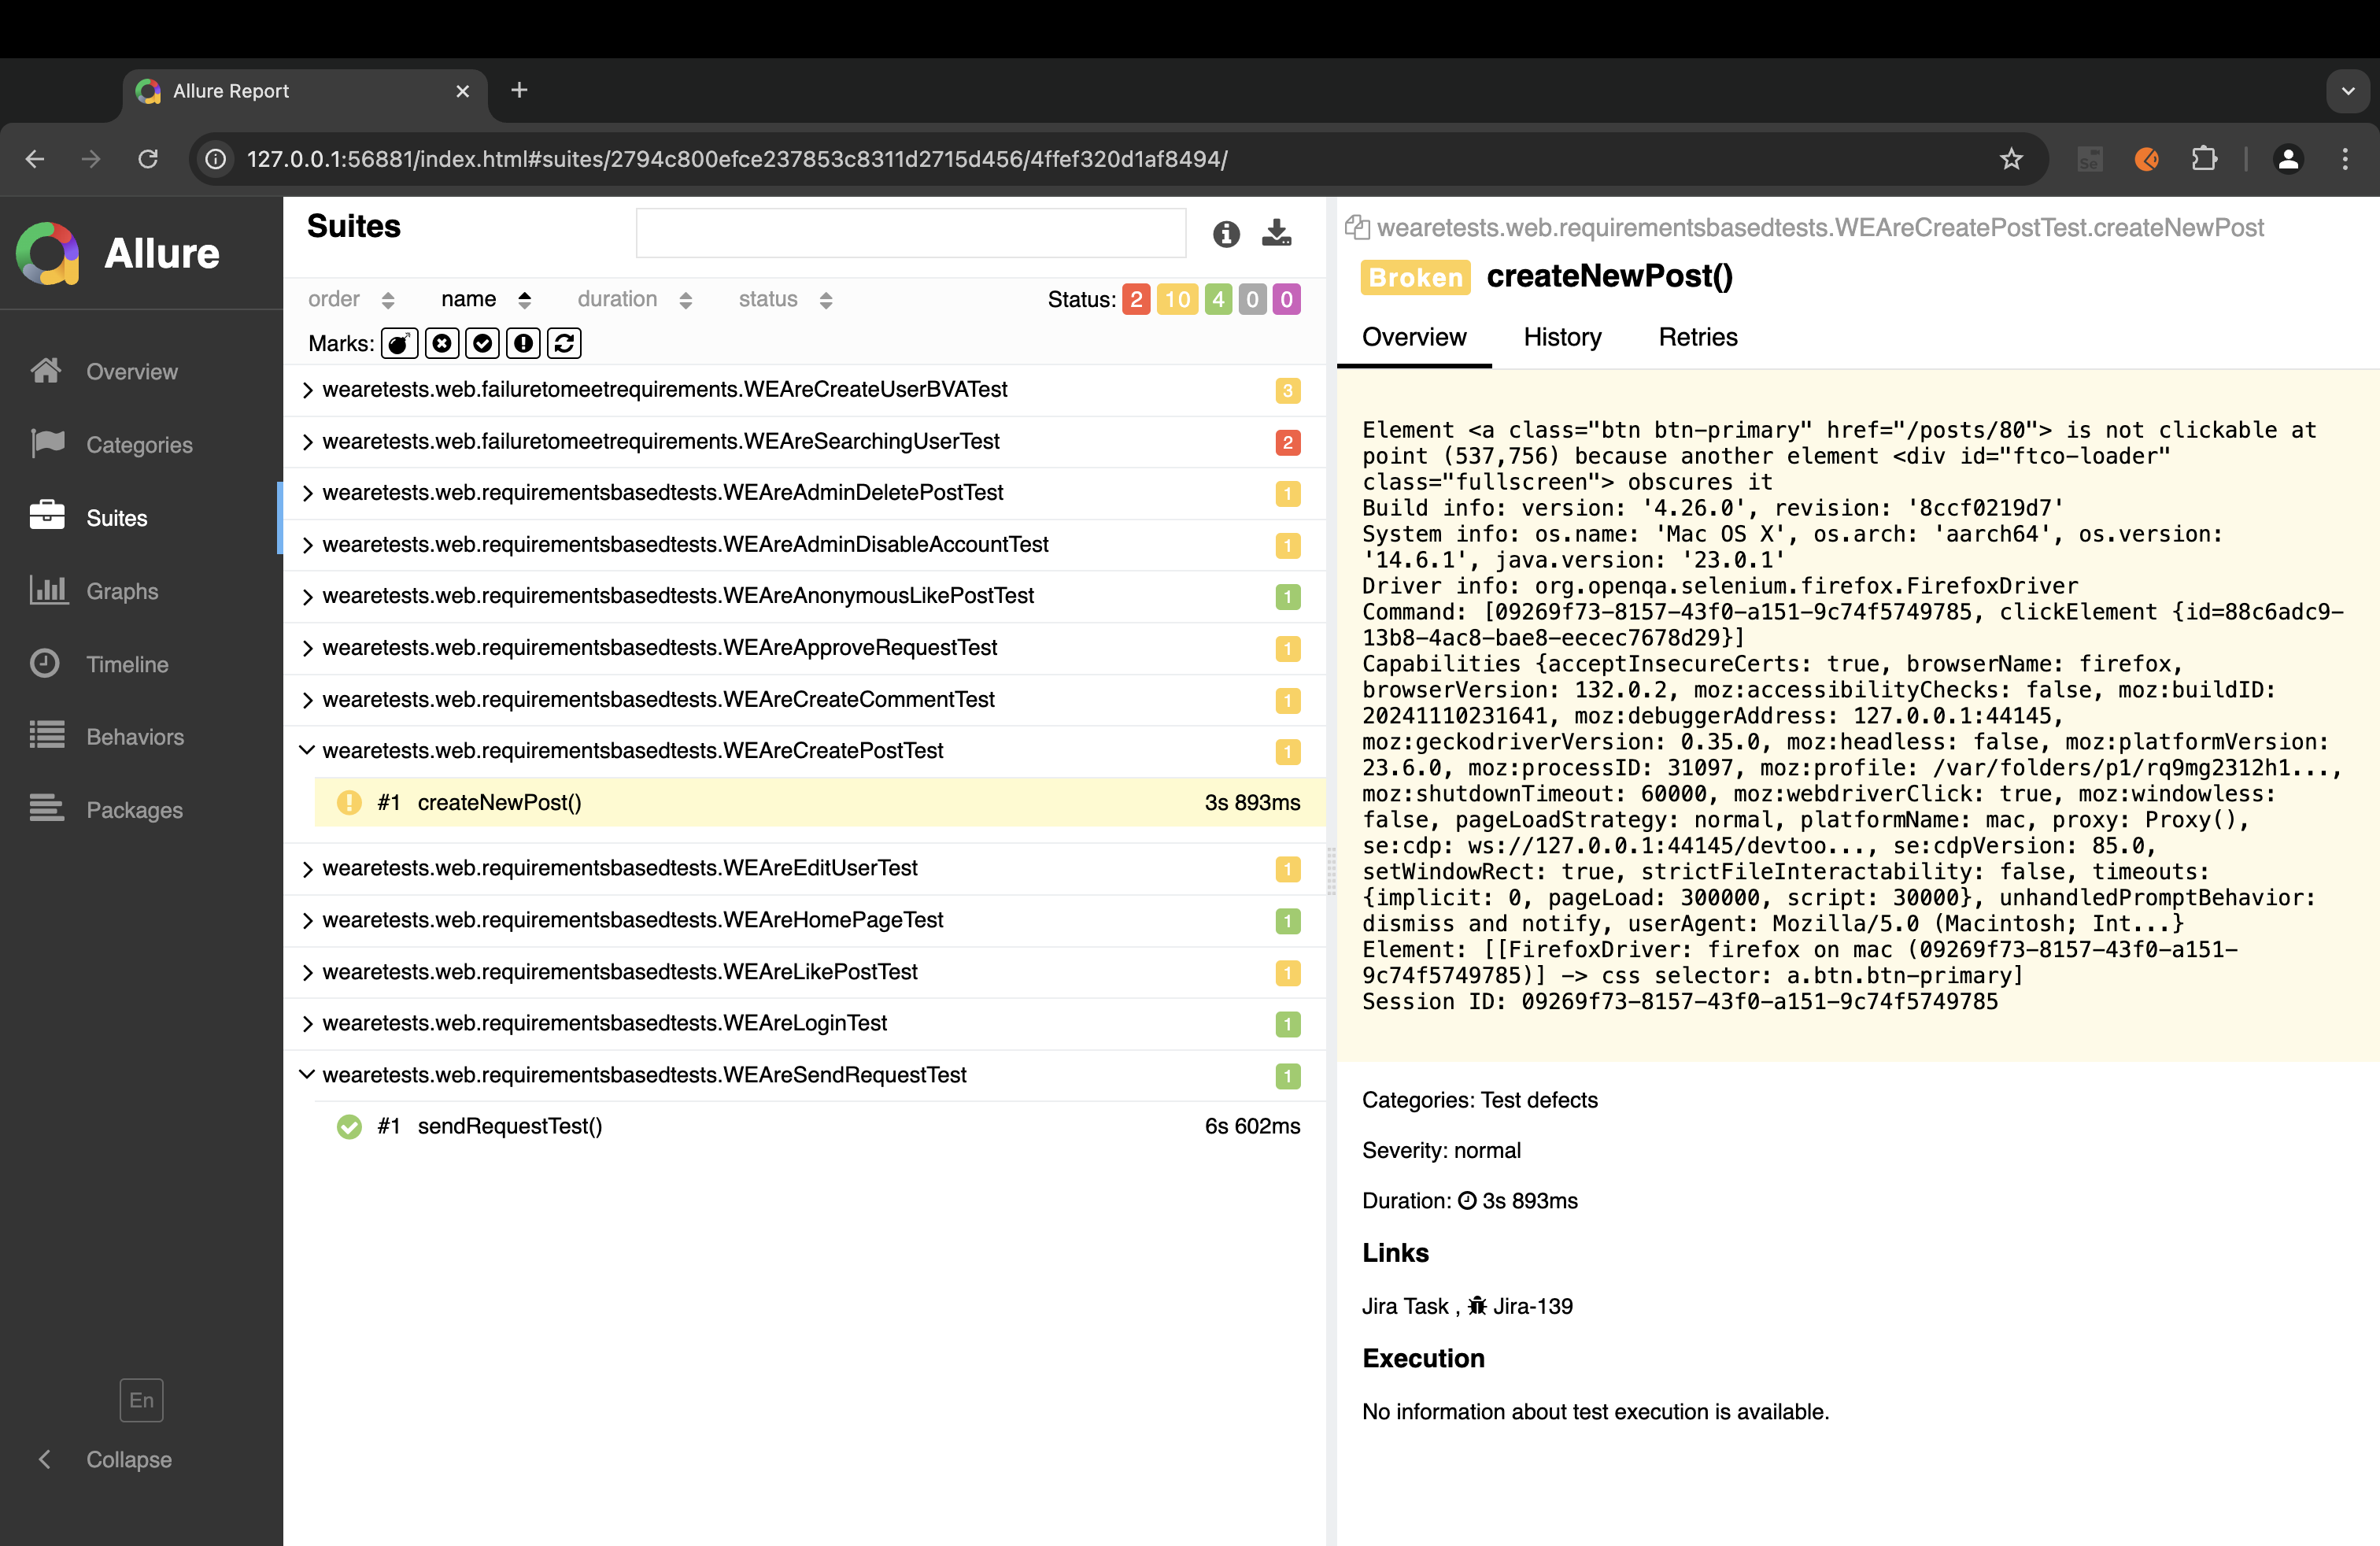 Allure Report
127.0.0.1:56881/index.html#suites/2794c800efce237853c8311d2715d456/4ffef320d1af8494/
Se
Allure
Overview
Categories
Suites
Graphs
Timeline
Behaviors
Packages
En
Collapse
Suites
order name duration status Status: 2 10 4 0 0
Marks:
wearetests.web.failuretomeetrequirements.WEAreCreateUserBVATest 3
wearetests.web.failuretomeetrequirements.WEAreSearchingUserTest 2
wearetests.web.requirementsbasedtests.WEAreAdminDeletePostTest 1
wearetests.web.requirementsbasedtests.WEAreAdminDisableAccountTest 1
wearetests.web.requirementsbasedtests.WEAreAnonymousLikePostTest 1
wearetests.web.requirementsbasedtests.WEAreApproveRequestTest 1
wearetests.web.requirementsbasedtests.WEAreCreateCommentTest 1
wearetests.web.requirementsbasedtests.WEAreCreatePostTest 1
#1 createNewPost() 3s 893ms
wearetests.web.requirementsbasedtests.WEAreEditUserTest 1
wearetests.web.requirementsbasedtests.WEAreHomePageTest 1
wearetests.web.requirementsbasedtests.WEAreLikePostTest 1
wearetests.web.requirementsbasedtests.WEAreLoginTest 1
wearetests.web.requirementsbasedtests.WEAreSendRequestTest 1
#1 sendRequestTest() 6s 602ms
wearetests.web.requirementsbasedtests.WEAreCreatePostTest.createNewPost
Broken createNewPost()
Overview History Retries
Element <a class="btn btn-primary" href="/posts/80"> is not clickable at
point (537,756) because another element <div id="ftco-loader"
class="fullscreen"> obscures it
Build info: version: '4.26.0', revision: '8ccf0219d7'
System info: os.name: 'Mac OS X', os.arch: 'aarch64', os.version:
'14.6.1', java.version: '23.0.1'
Driver info: org.openqa.selenium.firefox.FirefoxDriver
Command: [09269f73-8157-43f0-a151-9c74f5749785, clickElement {id=88c6adc9-
13b8-4ac8-bae8-eecec7678d29}]
Capabilities {acceptInsecureCerts: true, browserName: firefox,
browserVersion: 132.0.2, moz:accessibilityChecks: false, moz:buildID:
20241110231641, moz:debuggerAddress: 127.0.0.1:44145,
moz:geckodriverVersion: 0.35.0, moz:headless: false, moz:platformVersion:
23.6.0, moz:processID: 31097, moz:profile: /var/folders/p1/rq9mg2312h1...,
moz:shutdownTimeout: 60000, moz:webdriverClick: true, moz:windowless:
false, pageLoadStrategy: normal, platformName: mac, proxy: Proxy(),
se:cdp: ws://127.0.0.1:44145/devtoo..., se:cdpVersion: 85.0,
setWindowRect: true, strictFileInteractability: false, timeouts:
{implicit: 0, pageLoad: 300000, script: 30000}, unhandledPromptBehavior:
dismiss and notify, userAgent: Mozilla/5.0 (Macintosh; Int...}
Element: [[FirefoxDriver: firefox on mac (09269f73-8157-43f0-a151-
9c74f5749785)] -> css selector: a.btn.btn-primary]
Session ID: 09269f73-8157-43f0-a151-9c74f5749785
Categories: Test defects
Severity: normal
Duration: 3s 893ms
Links
Jira Task , Jira-139
Execution
No information about test execution is available.